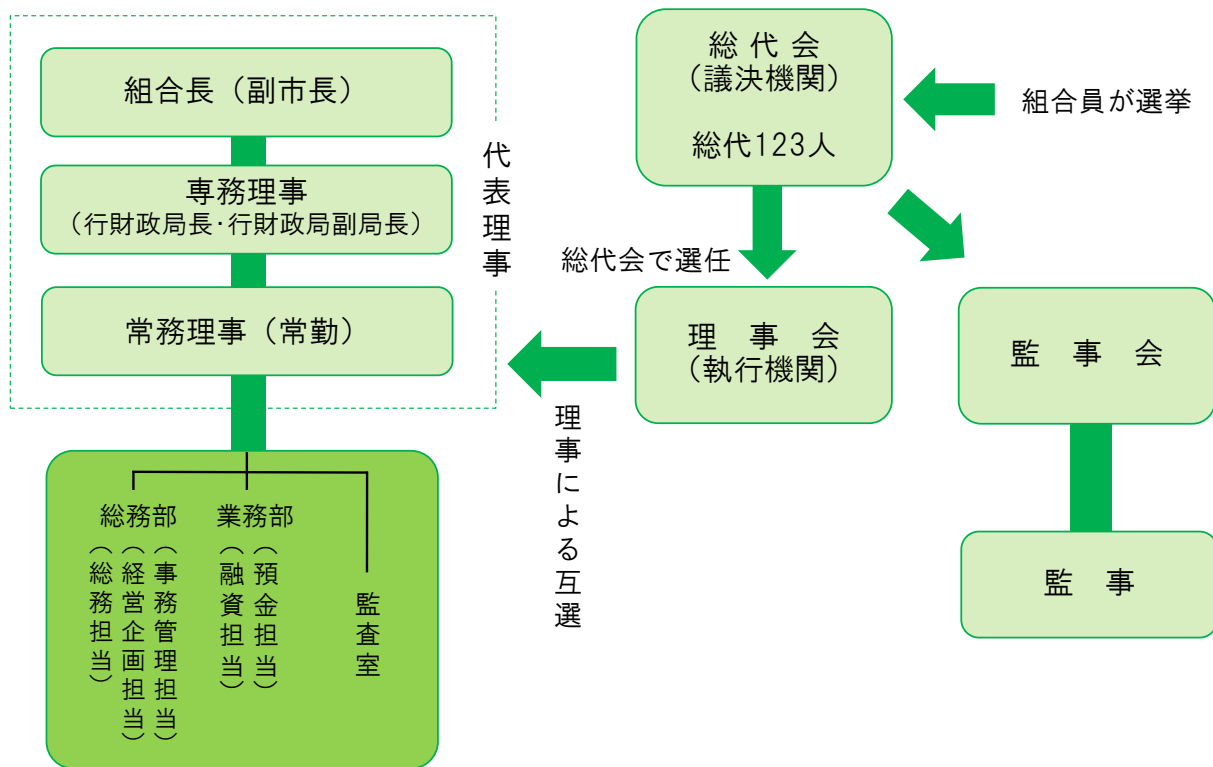 組合長（副市長）
専務理事
（行財政局長・行財政局副局長）
常務理事（常勤）
代表理事
総代会
（議決機関）
総代123人
組合員が選挙
総代会で選任
理事会
（執行機関）
監事会
監事
理事による互選
総務部
（事務管理担当）
（経営企画担当）
（総務担当）
業務部
（預金担当）
（融資担当）
監査室